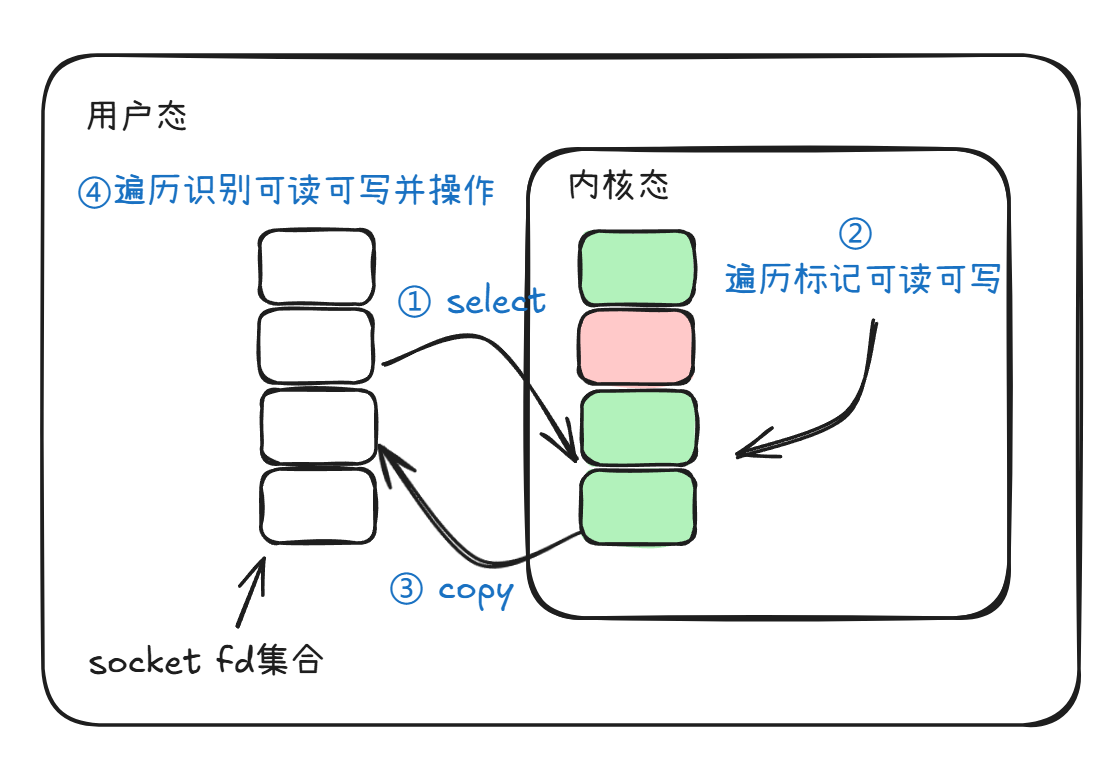 用户态
④遍历识别可读可写并操作
内核态
②
遍历标记可读可写
① select
③ copy
socket fd集合